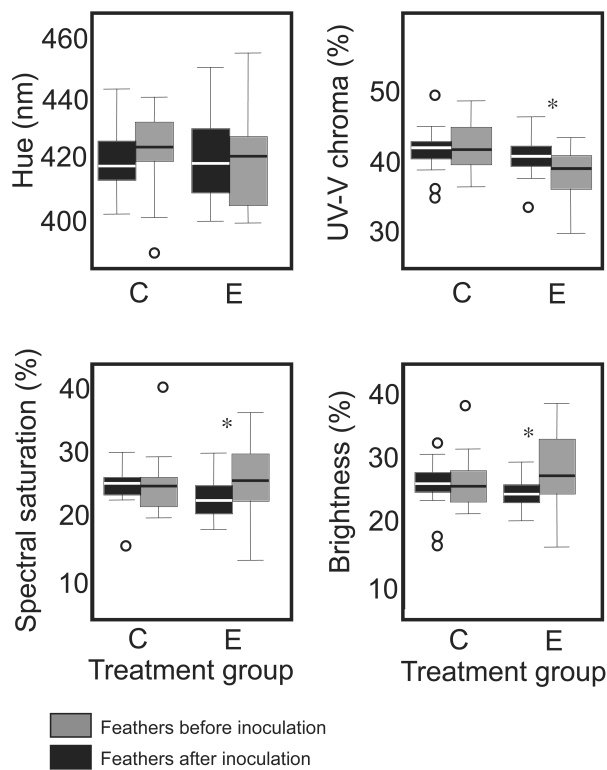 Hue (nm)
460
440
420
400
C E
UV-V chroma (%)
50
40
30
*
C E
Spectral saturation (%)
40
30
20
10
*
C E
Treatment group
Brightness (%)
40
30
20
10
*
C E
Treatment group
Feathers before inoculation
Feathers after inoculation